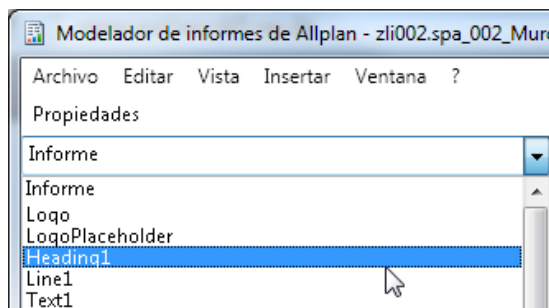 Modelador de informes de Allplan - zli002.spa_002_Muro
Archivo Editar Vista Insertar Ventana ?
Propiedades
Informe
Informe
Logo
LogoPlaceholder
Heading1
Line1
Text1